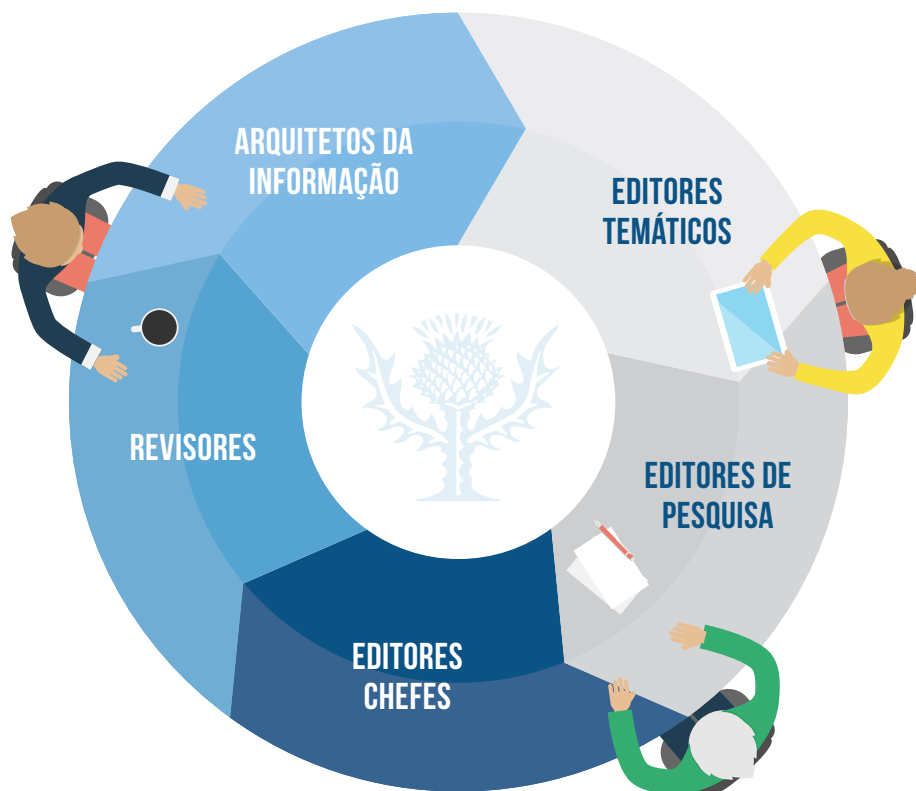 ARQUITETOS DA
INFORMAÇÃO
EDITORES
TEMÁTICOS
EDITORES DE
PESQUISA
EDITORES
CHEFES
REVISORES